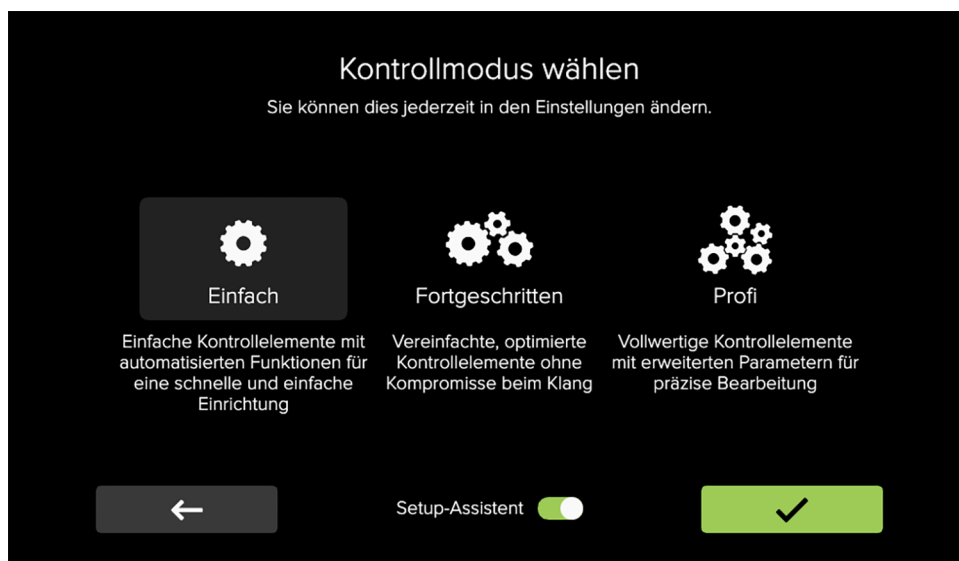 Kontrollmodus wählen
Sie können dies jederzeit in den Einstellungen ändern.
Einfach
Einfache Kontrollelemente mit
automatisierten Funktionen für
eine schnelle und einfache
Einrichtung
Fortgeschritten
Vereinfachte, optimierte
Kontrollelemente ohne
Kompromisse beim Klang
Profi
Vollwertige Kontrollelemente
mit erweiterten Parametern für
präzise Bearbeitung
Setup-Assistent